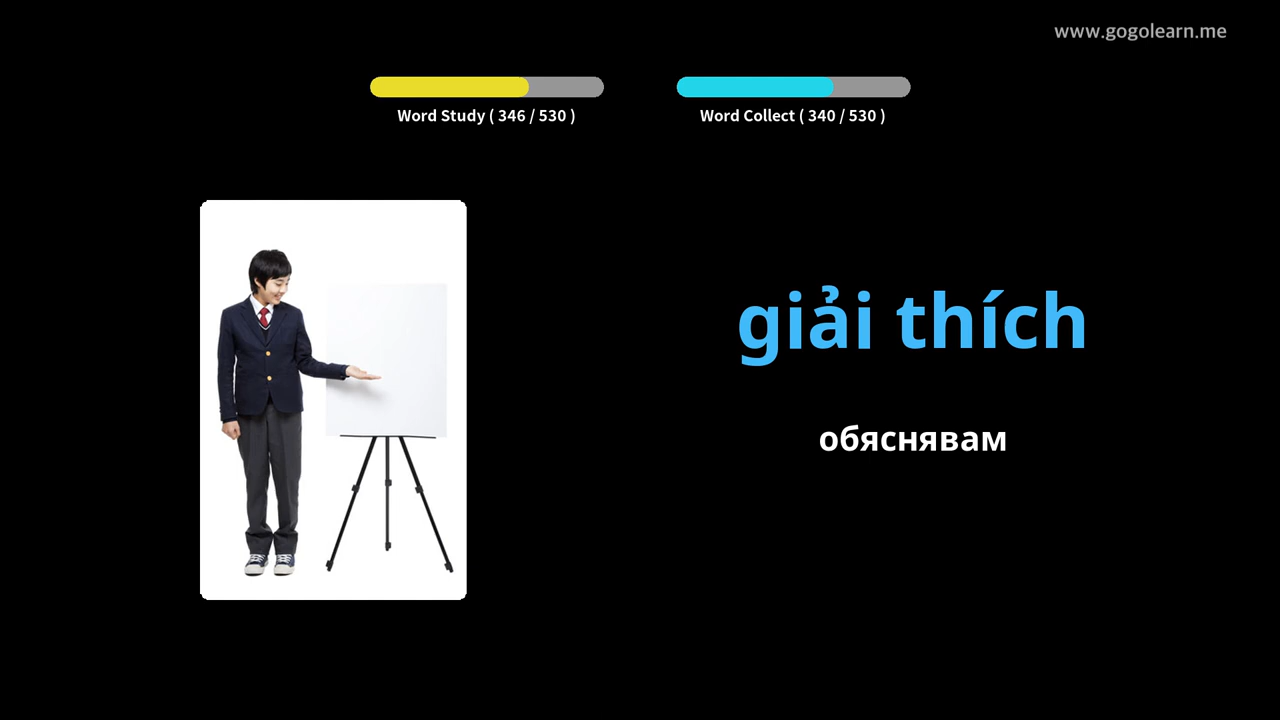 www.gogolearn.me
Word Study ( 346 / 530 )
Word Collect ( 340 / 530 )
giải thích
обяснявам